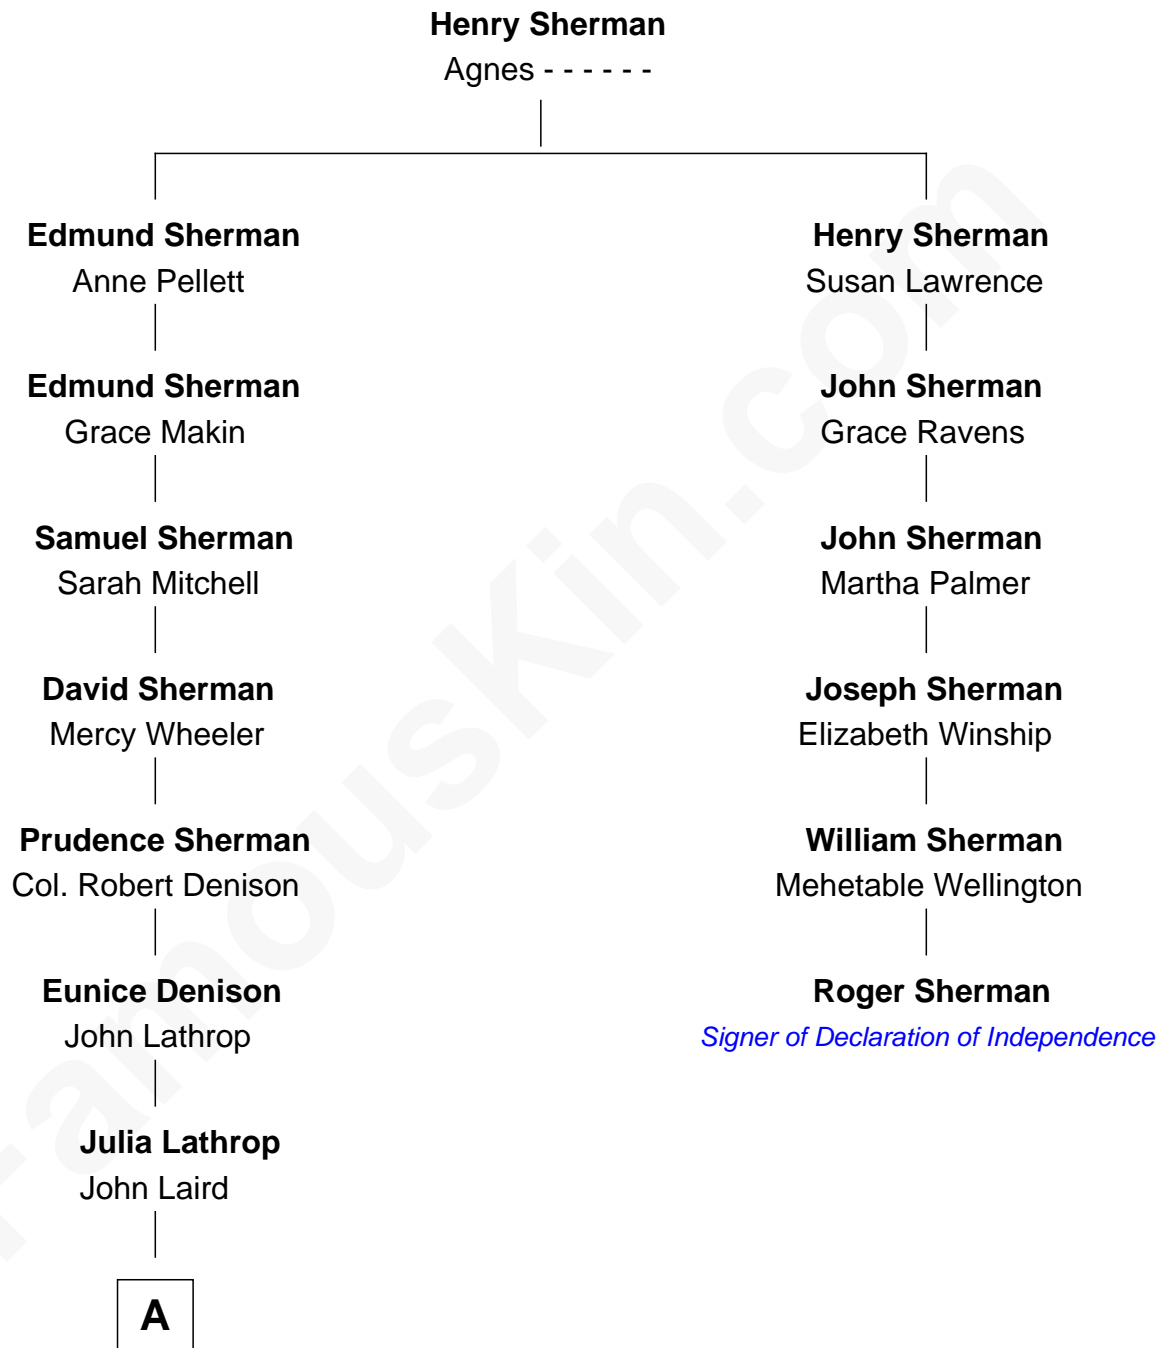 Henry Sherman
Agnes - - - - - -
Edmund Sherman
Anne Pellett
Henry Sherman
Susan Lawrence
Edmund Sherman
Grace Makin
John Sherman
Grace Ravens
Samuel Sherman
Sarah Mitchell
John Sherman
Martha Palmer
David Sherman
Mercy Wheeler
Joseph Sherman
Elizabeth Winship
Prudence Sherman
Col. Robert Denison
William Sherman
Mehetable Wellington
Eunice Denison
John Lathrop
Roger Sherman
Signer of Declaration of Independence
Julia Lathrop
John Laird
A
FamousKin.com